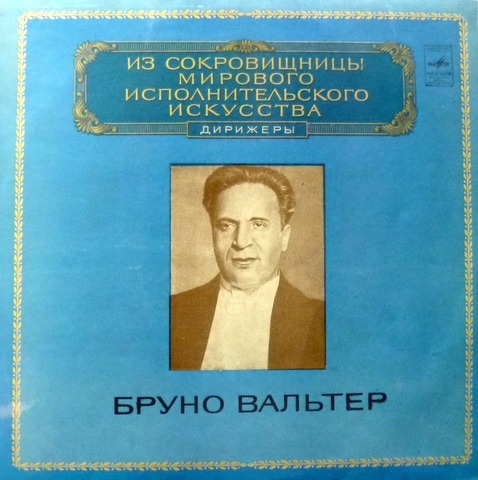 ИЗ СОКРОВИЩНИЦЫ
МИРОВОГО
ИСПОЛНИТЕЛЬСКОГО
ИСКУССТВА
ДИРИЖЕРЫ
БРУНО ВАЛЬТЕР